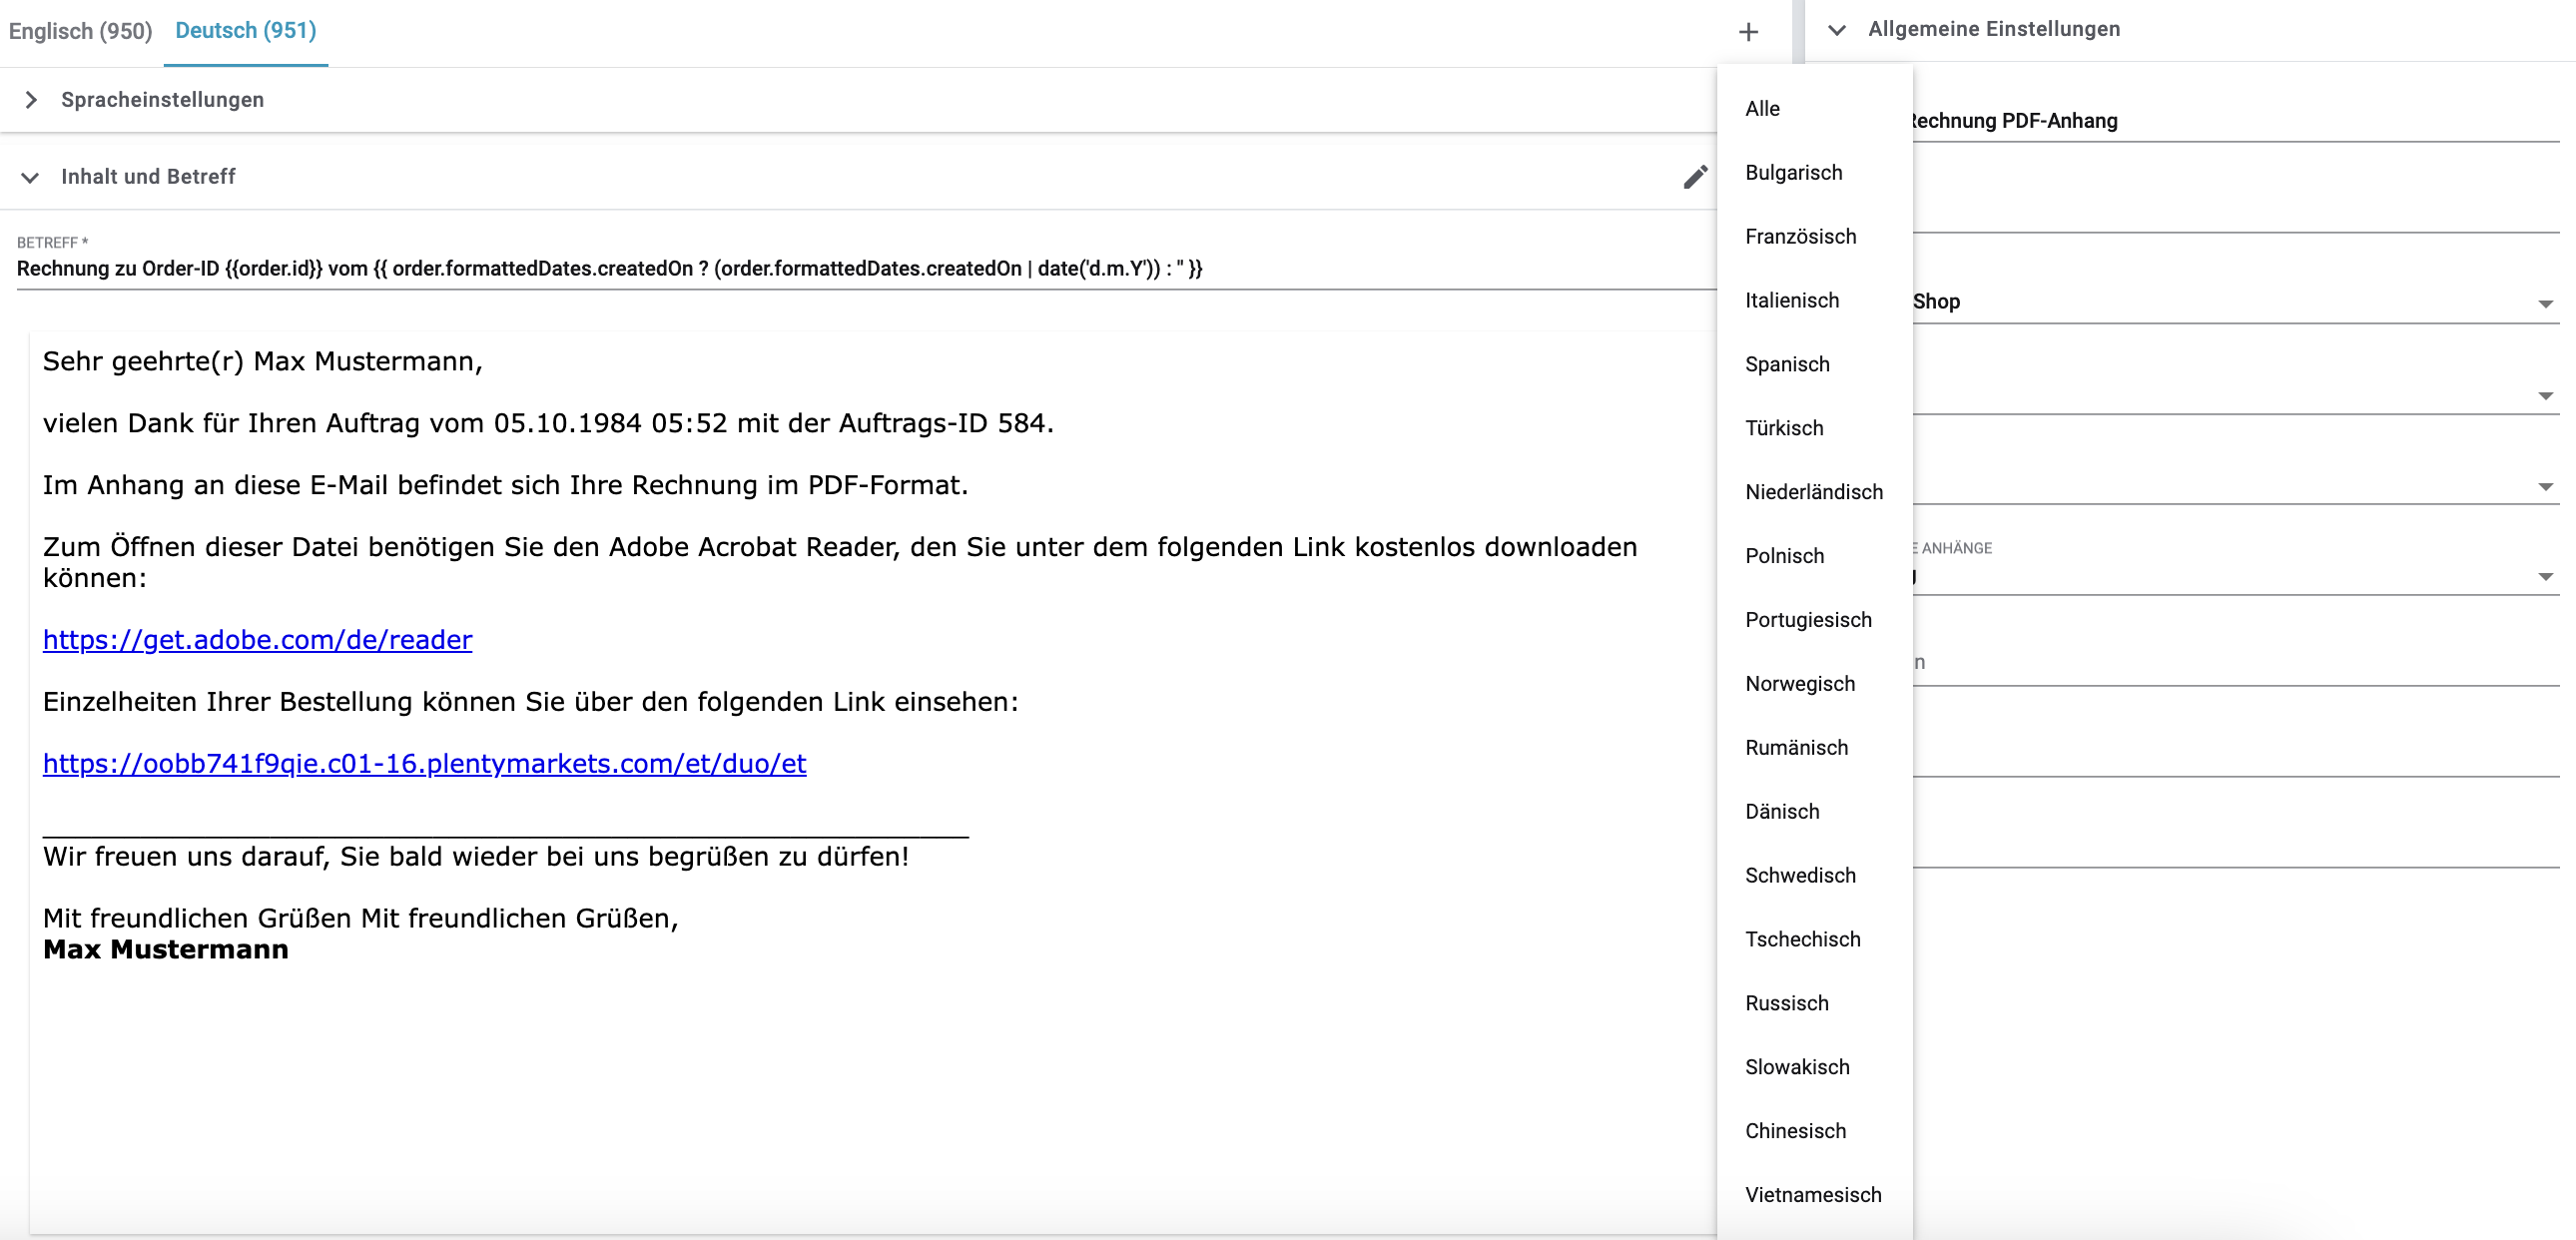 Englisch (950)
Deutsch (951)
+
Spracheinstellungen
Inhalt und Betreff
BETREFF *
Rechnung zu Order-ID {{order.id}} vom {{ order.formattedDates.createdOn ? (order.formattedDates.createdOn | date('d.m.Y')) : '' }}
Sehr geehrte(r) Max Mustermann,
vielen Dank für Ihren Auftrag vom 05.10.1984 05:52 mit der Auftrags-ID 584.
Im Anhang an diese E-Mail befindet sich Ihre Rechnung im PDF-Format.
Zum Öffnen dieser Datei benötigen Sie den Adobe Acrobat Reader, den Sie unter dem folgenden Link kostenlos downloaden
können:
https://get.adobe.com/de/reader
Einzelheiten Ihrer Bestellung können Sie über den folgenden Link einsehen:
https://oobb741f9qie.c01-16.plentymarkets.com/et/duo/et
Wir freuen uns darauf, Sie bald wieder bei uns begrüßen zu dürfen!
Mit freundlichen Grüßen Mit freundlichen Grüßen,
Max Mustermann
Alle
Bulgarisch
Französisch
Italienisch
Spanisch
Türkisch
Niederländisch
Polnisch
Portugiesisch
Norwegisch
Rumänisch
Dänisch
Schwedisch
Tschechisch
Russisch
Slowakisch
Chinesisch
Vietnamesisch
Allgemeine Einstellungen
Rechnung PDF-Anhang
Shop
E ANHÄNGE
n